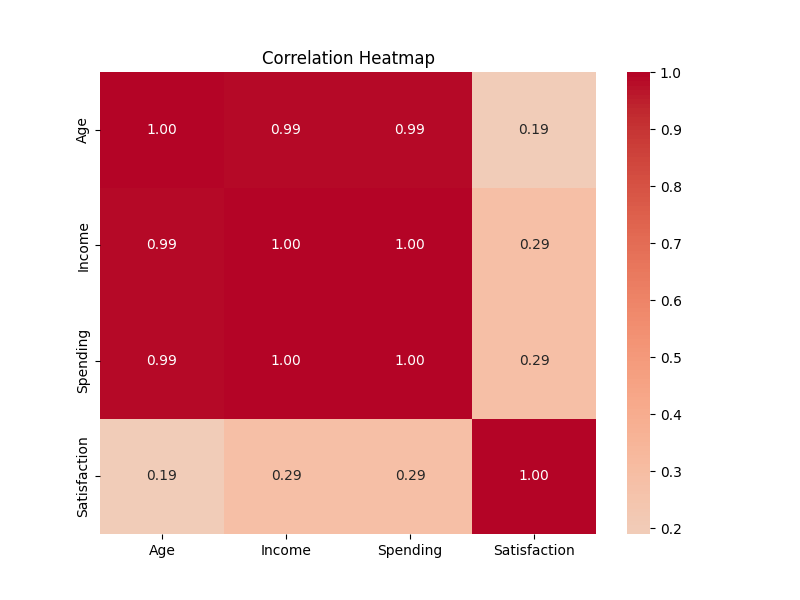 Correlation Heatmap
Age 1.00 0.99 0.99 0.19
Income 0.99 1.00 1.00 0.29
Spending 0.99 1.00 1.00 0.29
Satisfaction 0.19 0.29 0.29 1.00
Age Income Spending Satisfaction
1.0
0.9
0.8
0.7
0.6
0.5
0.4
0.3
0.2